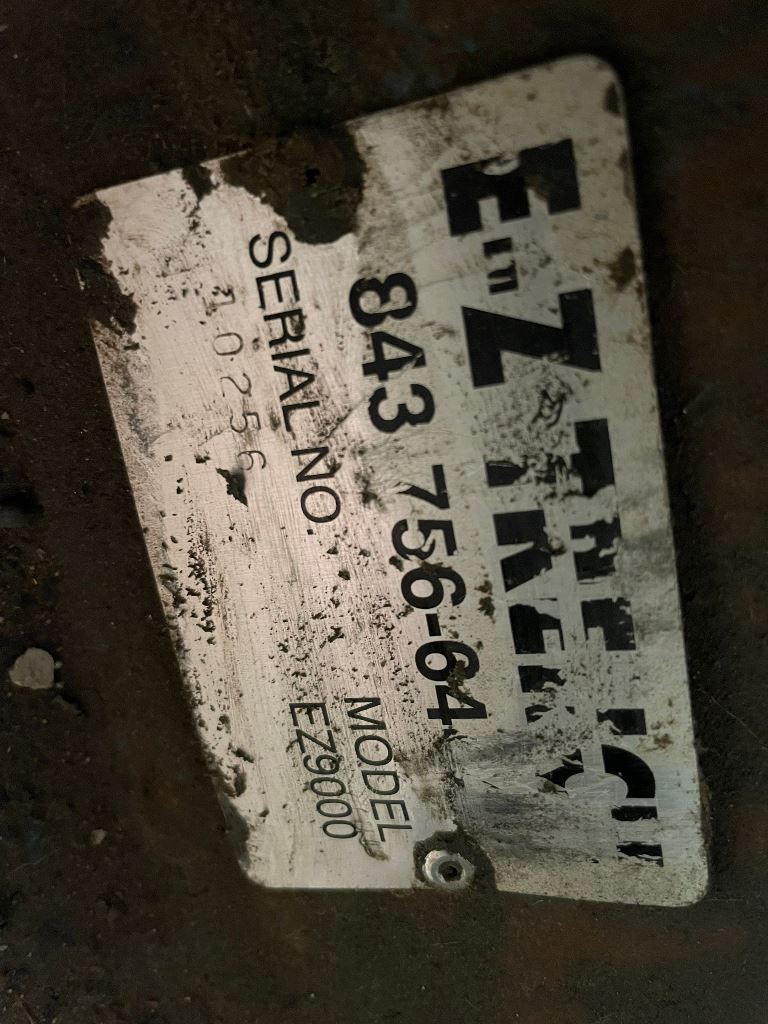 E-Z TRENCH
843 756-64
SERIAL NO. MODEL
10256 EZ9000